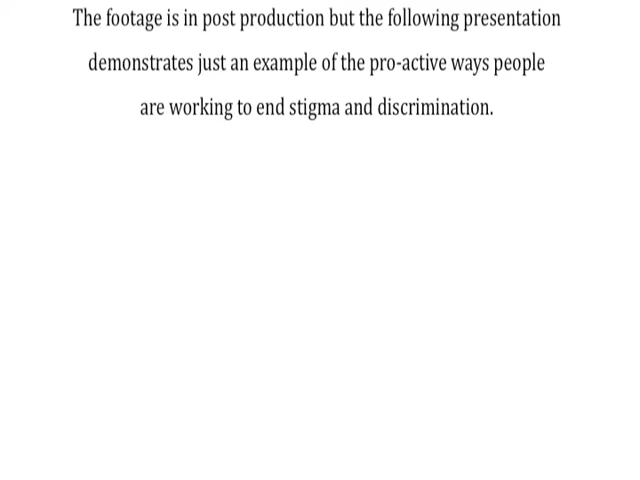 The footage is in post production but the following presentation
demonstrates just an example of the pro-active ways people
are working to end stigma and discrimination.